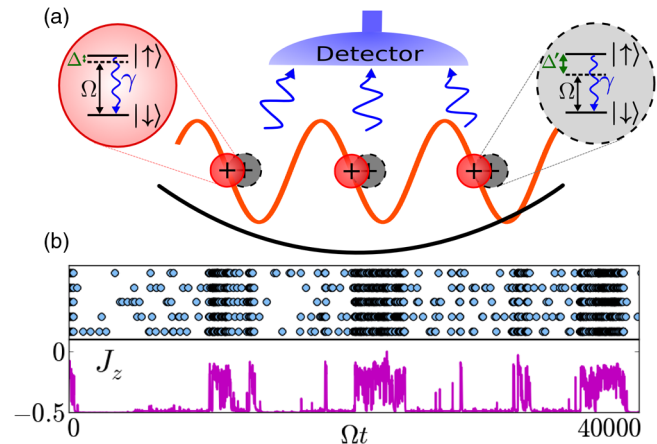 (a)
Detector
Δ
Ω
γ
|↑⟩
|↓⟩
Δ′
Ω
γ
|↑⟩
|↓⟩
+ + +
(b)
0
J_z
−0.5
0 Ωt 40000